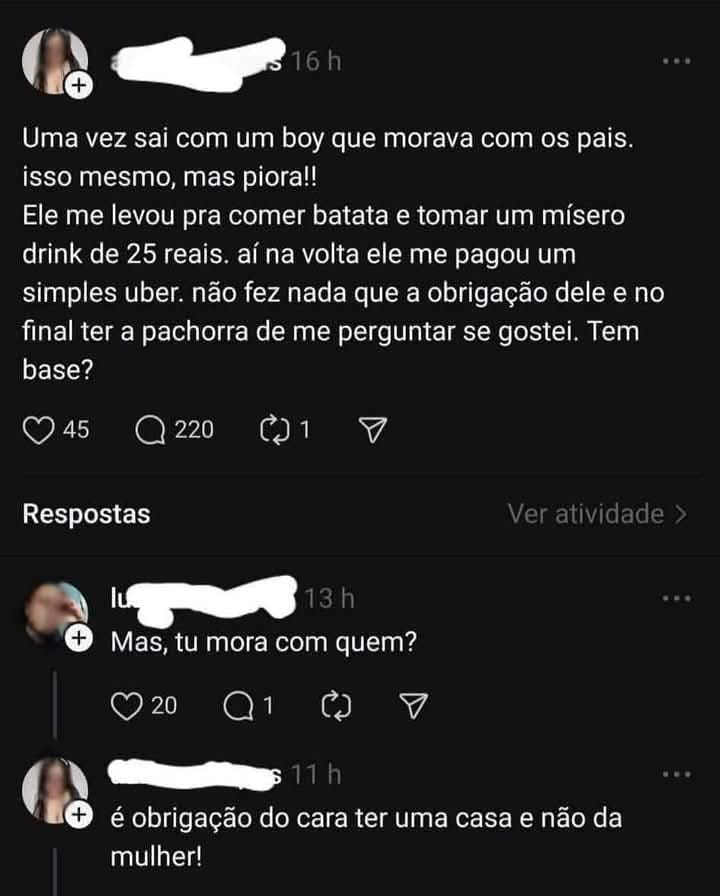 16 h
Uma vez sai com um boy que morava com os pais.
isso mesmo, mas piora!!
Ele me levou pra comer batata e tomar um mísero
drink de 25 reais. aí na volta ele me pagou um
simples uber. não fez nada que a obrigação dele e no
final ter a pachorra de me perguntar se gostei. Tem
base?
45 220 1
Respostas Ver atividade >
13 h
Mas, tu mora com quem?
20 1
11 h
é obrigação do cara ter uma casa e não da
mulher!